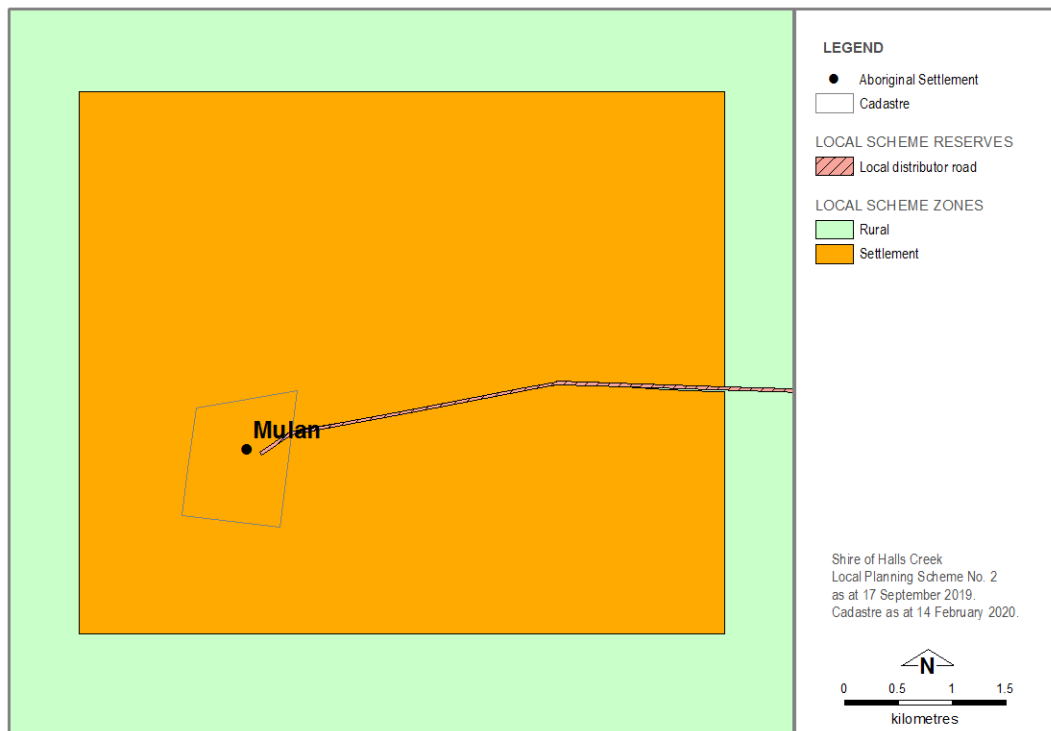 Mulan
LEGEND
Aboriginal Settlement
Cadastre
LOCAL SCHEME RESERVES
Local distributor road
LOCAL SCHEME ZONES
Rural
Settlement
Shire of Halls Creek
Local Planning Scheme No. 2
as at 17 September 2019.
Cadastre as at 14 February 2020.
N
0 0.5 1 1.5
kilometres